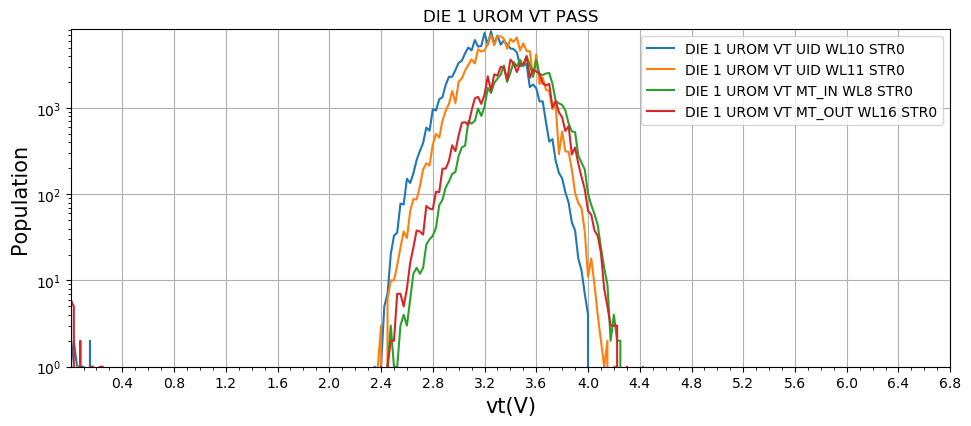 DIE 1 UROM VT PASS
DIE 1 UROM VT UID WL10 STR0
DIE 1 UROM VT UID WL11 STR0
DIE 1 UROM VT MT_IN WL8 STR0
DIE 1 UROM VT MT_OUT WL16 STR0
Population
10³
10²
10¹
10⁰
0.4 0.8 1.2 1.6 2.0 2.4 2.8 3.2 3.6 4.0 4.4 4.8 5.2 5.6 6.0 6.4 6.8
vt(V)